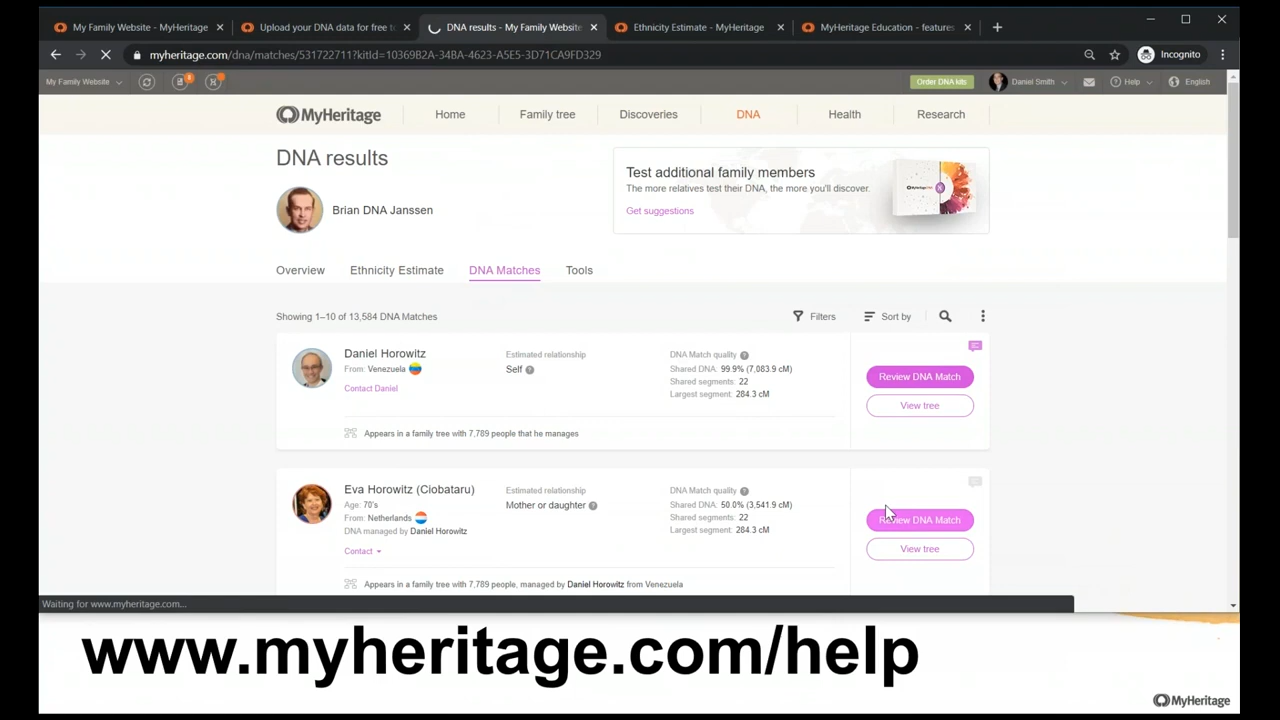 My Family Website - MyHeritage
Upload your DNA data for free to
DNA results - My Family Website
Ethnicity Estimate - MyHeritage
MyHeritage Education - features
myheritage.com/dna/matches/531722711?kitId=10369B2A-34BA-4623-A5E5-3D71CA9FD329
Incognito
My Family Website
8
Order DNA kits
Daniel Smith
Help
English
MyHeritage
Home
Family tree
Discoveries
DNA
Health
Research
DNA results
Brian DNA Janssen
Test additional family members
The more relatives test their DNA, the more you'll discover.
Get suggestions
Overview
Ethnicity Estimate
DNA Matches
Tools
Showing 1–10 of 13,584 DNA Matches
Filters
Sort by
Daniel Horowitz
From: Venezuela
Contact Daniel
Estimated relationship
Self
DNA Match quality
Shared DNA: 99.9% (7,083.9 cM)
Shared segments: 22
Largest segment: 284.3 cM
Review DNA Match
View tree
Appears in a family tree with 7,789 people that he manages
Eva Horowitz (Ciobataru)
Age: 70's
From: Netherlands
DNA managed by Daniel Horowitz
Contact
Estimated relationship
Mother or daughter
DNA Match quality
Shared DNA: 50.0% (3,541.9 cM)
Shared segments: 22
Largest segment: 284.3 cM
Review DNA Match
View tree
Appears in a family tree with 7,789 people, managed by Daniel Horowitz from Venezuela
Waiting for www.myheritage.com...
www.myheritage.com/help
MyHeritage